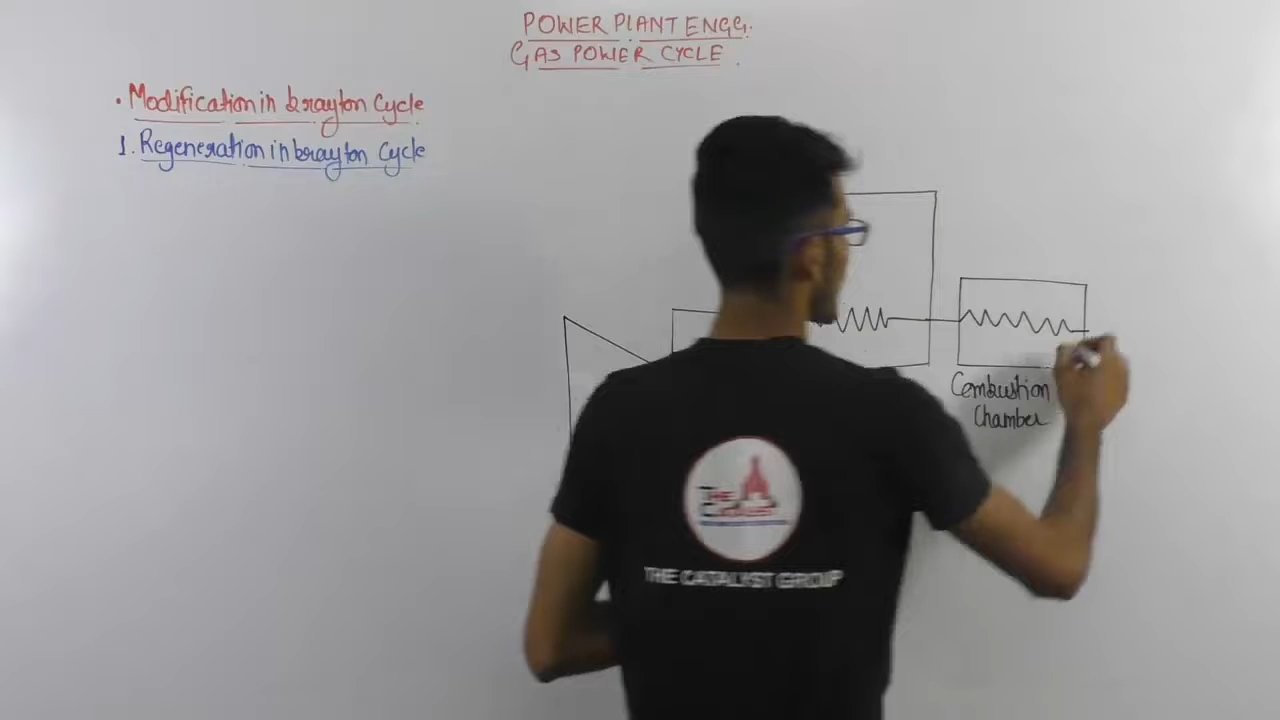 POWER PLANT ENGG.
GAS POWER CYCLE.
. Modification in brayton Cycle
1. Regeneration in brayton Cycle
Combustion
Chamber
THE
THE CATALYST GROUP